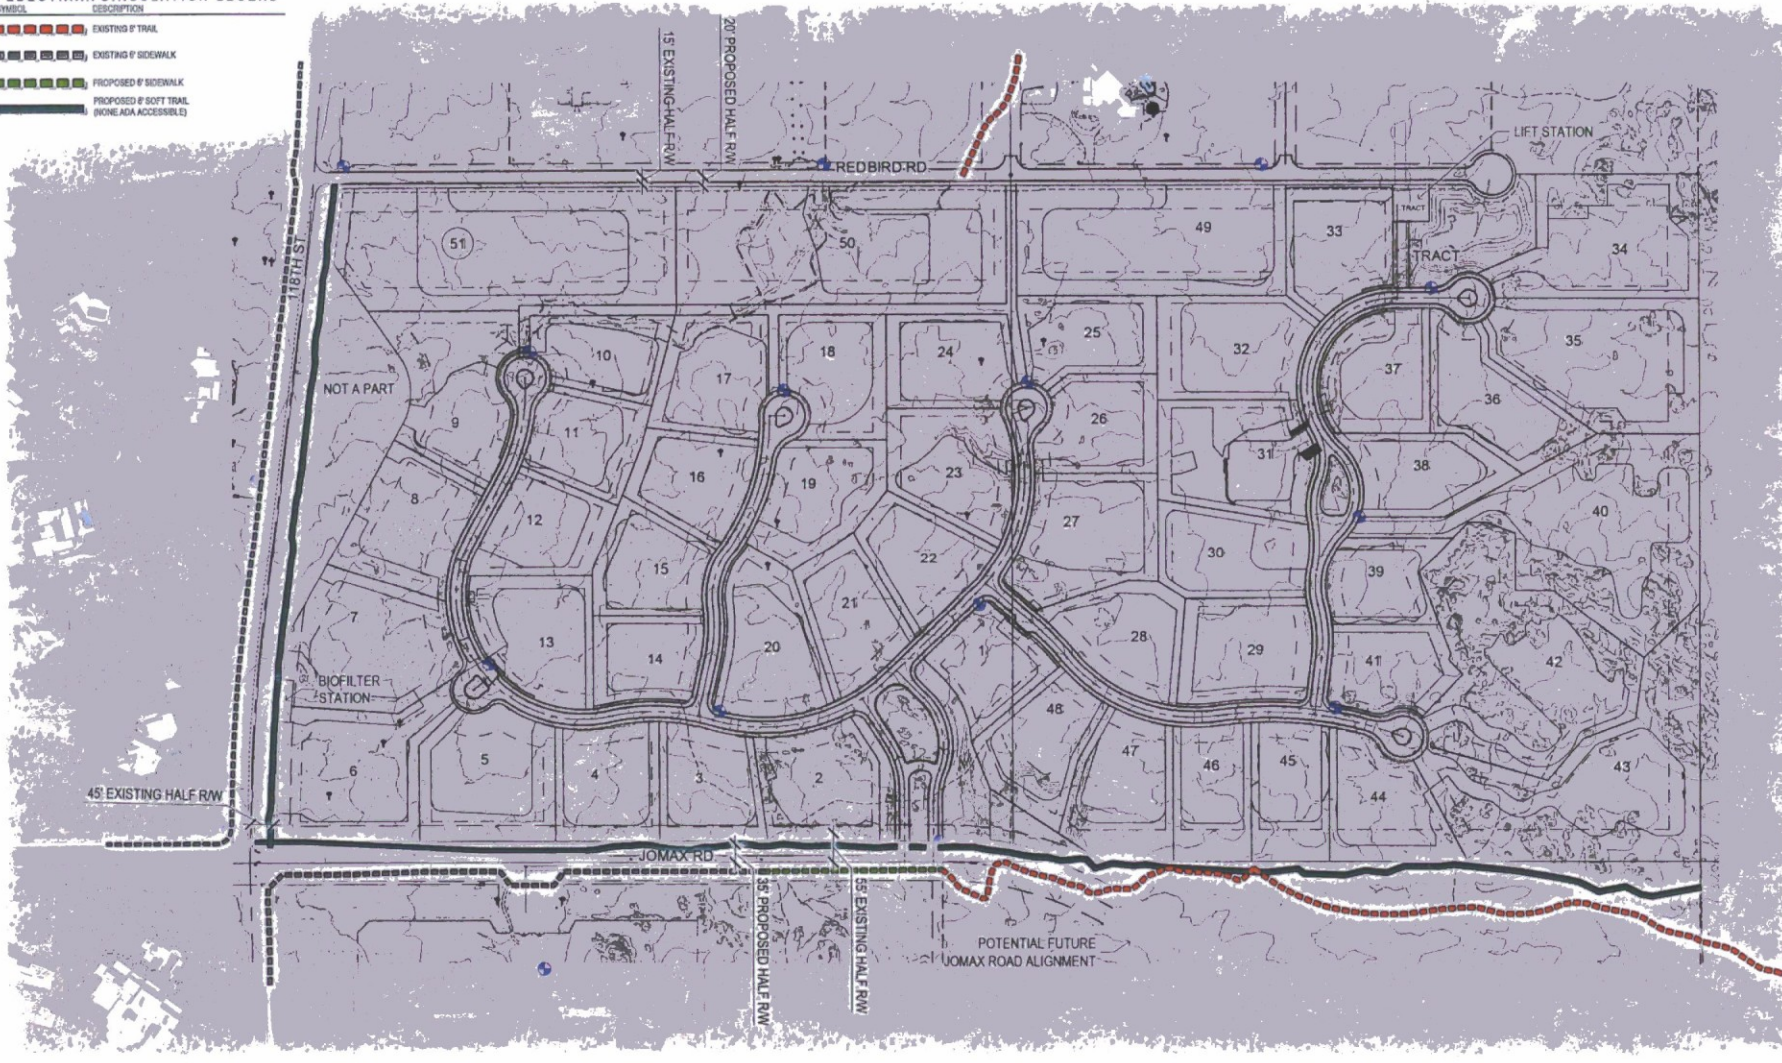 SYMBOL DESCRIPTION
EXISTING 8' TRAIL
EXISTING 6' SIDEWALK
PROPOSED 6' SIDEWALK
PROPOSED 8' SOFT TRAIL
(NONE ADA ACCESSIBLE)
15' EXISTING HALF R/W
20' PROPOSED HALF R/W
LIFT STATION
REDBIRD RD
118TH ST
51
50
49
33
TRACT
34
TRACT
NOT A PART
10
17
18
24
25
32
37
35
36
9
11
16
19
23
26
31
38
8
12
15
22
27
30
40
39
7
13
14
20
21
1
28
29
41
42
BIOFILTER
STATION
48
6
5
4
3
2
47
46
45
44
43
45' EXISTING HALF R/W
JOMAX RD
35' PROPOSED HALF R/W
55' EXISTING HALF R/W
POTENTIAL FUTURE
JOMAX ROAD ALIGNMENT